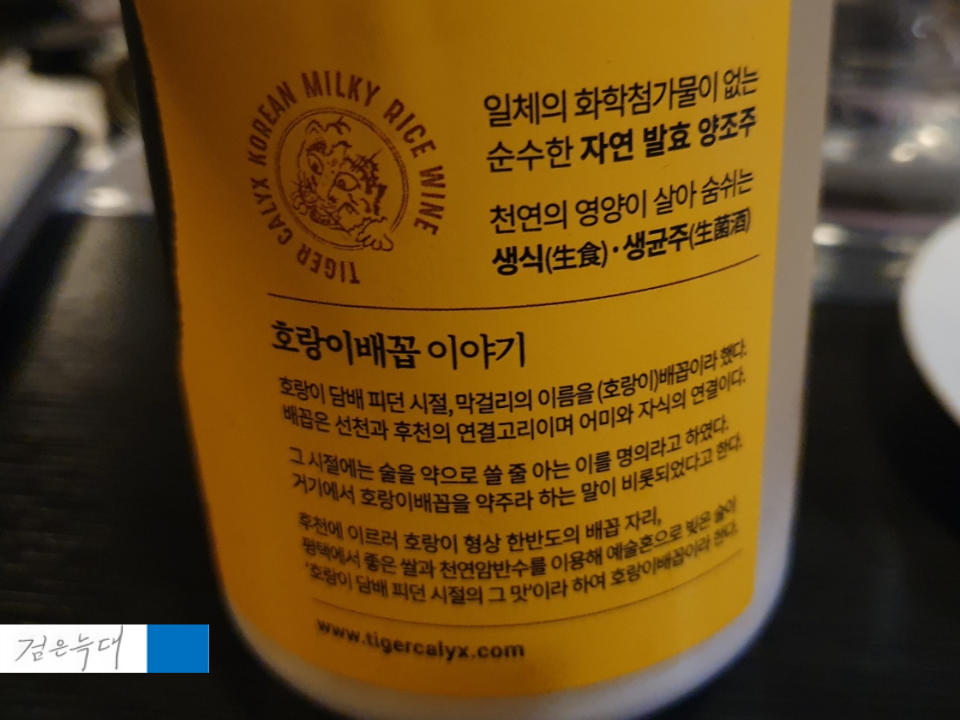 TIGER CALYX KOREAN MILKY RICE WINE
일체의 화학첨가물이 없는
순수한 자연 발효 양조주
천연의 영양이 살아 숨쉬는
생식(生食)·생균주(生菌酒)
호랑이배꼽 이야기
호랑이 담배 피던 시절, 막걸리의 이름을 (호랑이)배꼽이라 했다.
배꼽은 선천과 후천의 연결고리이며 어미와 자식의 연결이다.
그 시절에는 술을 약으로 쓸 줄 아는 이를 명의라고 하였다.
거기에서 호랑이배꼽을 약주라 하는 말이 비롯되었다고 한다.
후천에 이르러 호랑이 형상 한반도의 배꼽 자리,
평택에서 좋은 쌀과 천연암반수를 이용해 예술혼으로 빚은 술이
'호랑이 담배 피던 시절의 그 맛'이라 하여 호랑이배꼽이라 한다.
www.tigercalyx.com
검은늑대